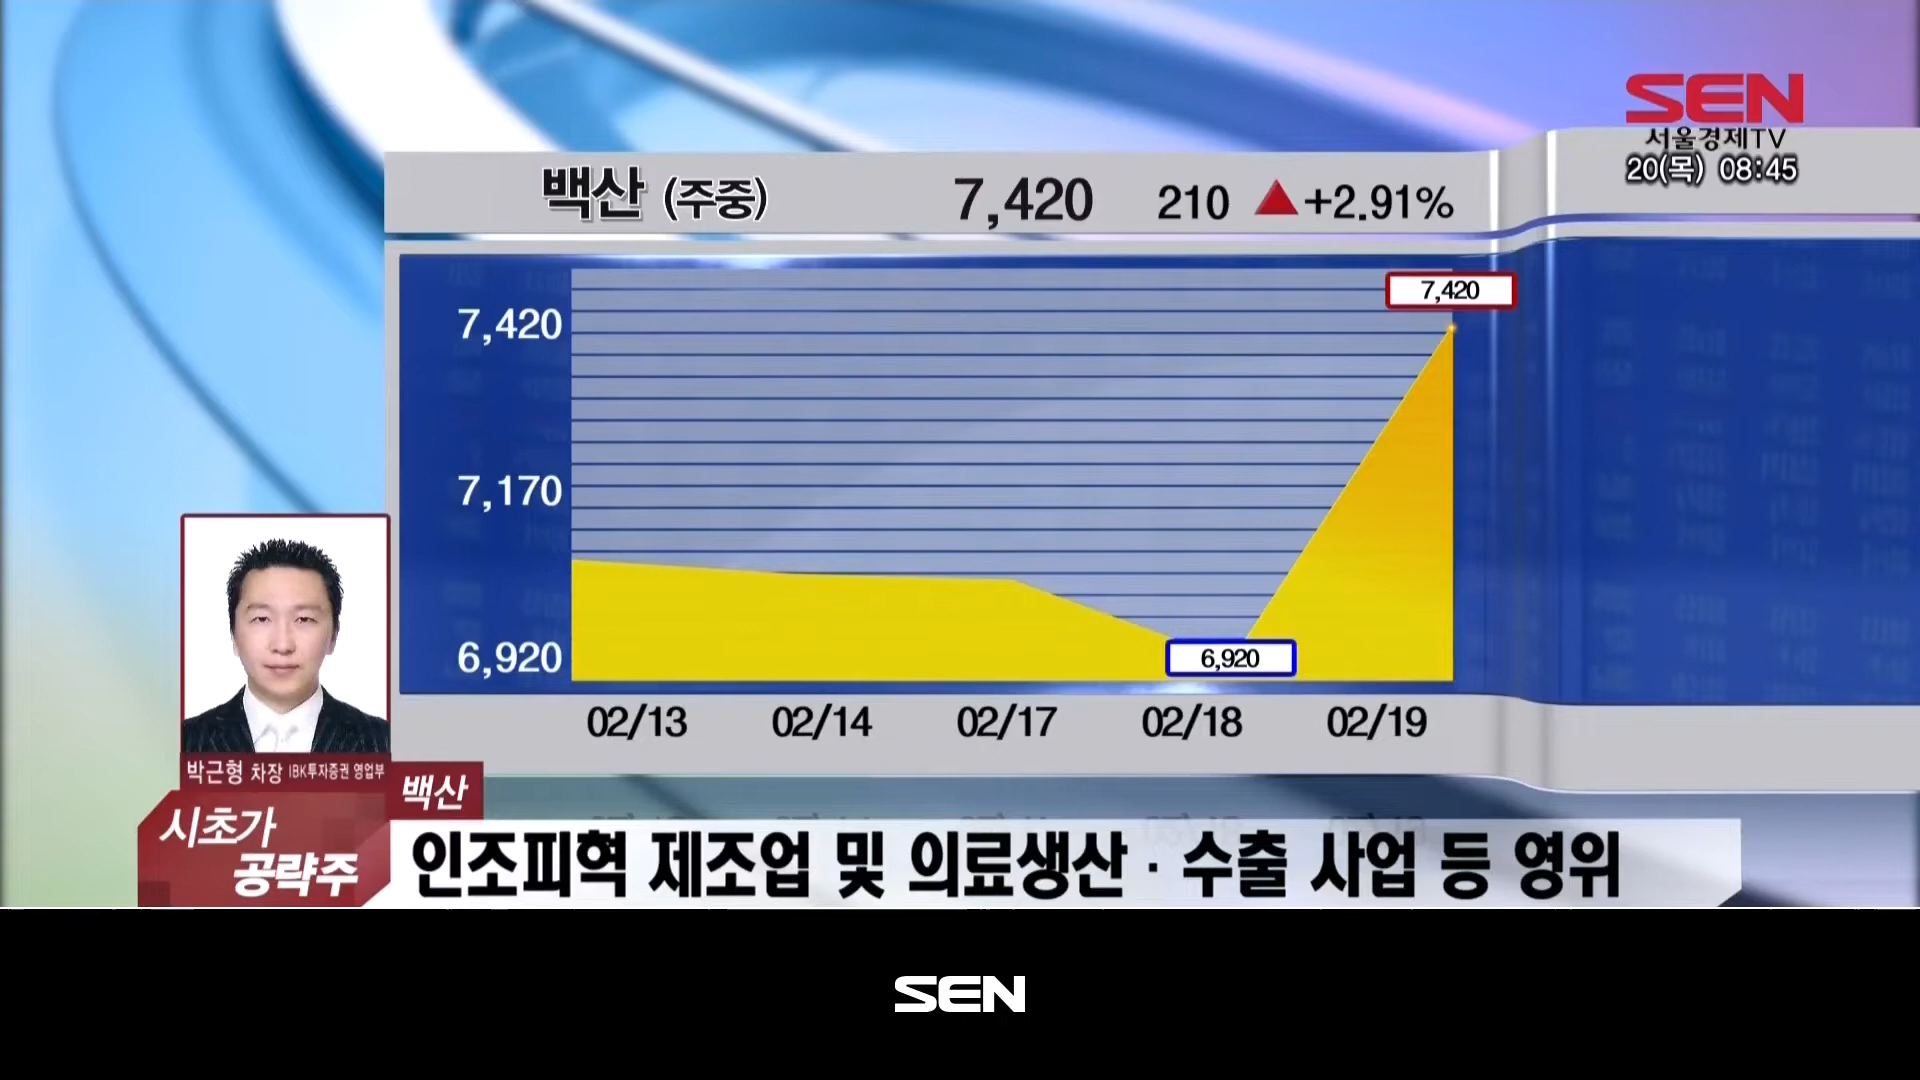 SEN
서울경제TV
20(목) 08:45
백산 (주중) 7,420 210 ▲+2.91%
7,420
7,420
7,170
6,920
6,920
02/13 02/14 02/17 02/18 02/19
박근형 차장 IBK투자증권 영업부
백산
시초가
공략주
인조피혁 제조업 및 의료생산·수출 사업 등 영위
SEN